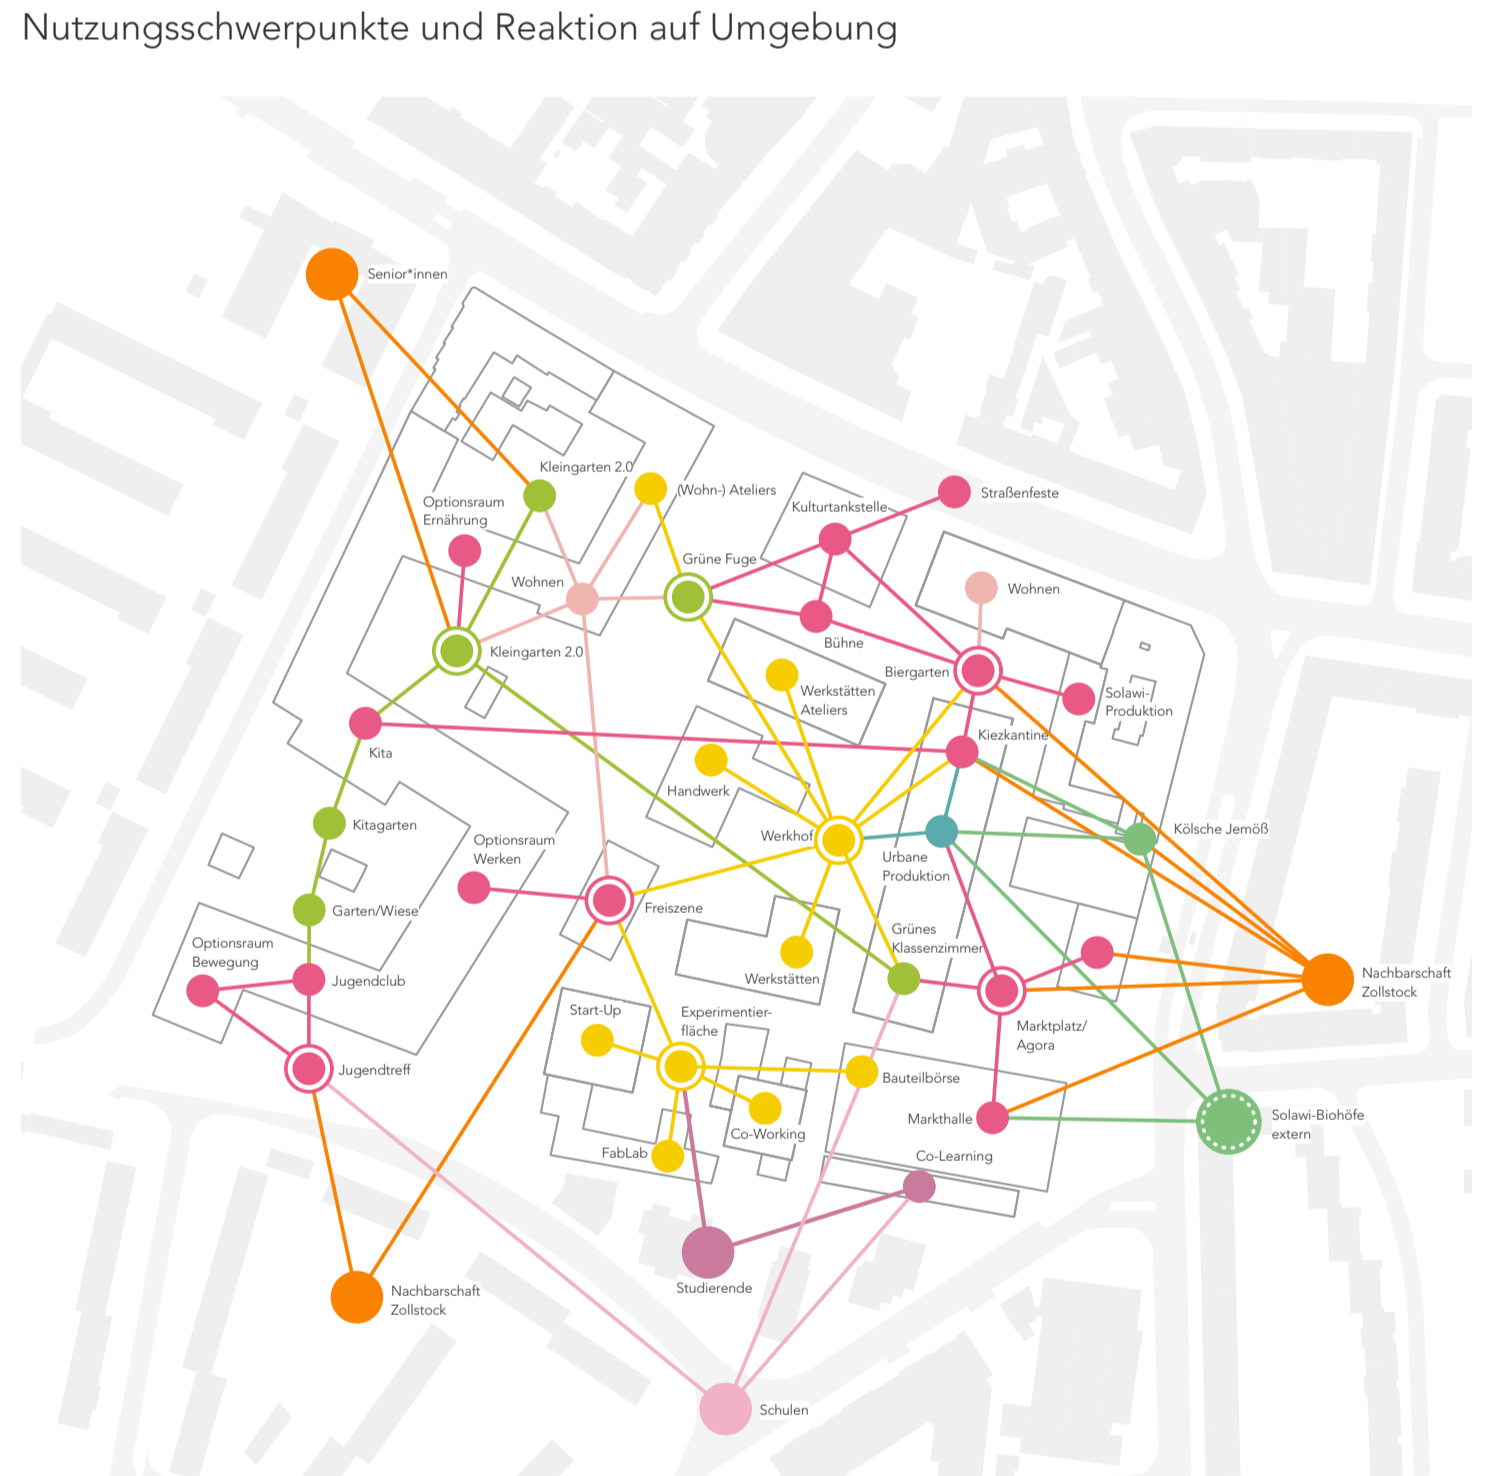 Nutzungsschwerpunkte und Reaktion auf Umgebung
Senior*innen
Kleingarten 2.0
(Wohn-) Ateliers
Straßenfeste
Optionsraum
Ernährung
Kulturtankstelle
Grüne Fuge
Wohnen
Wohnen
Bühne
Kleingarten 2.0
Biergarten
Werkstätten
Ateliers
Solawi-
Produktion
Kiezkantine
Kita
Handwerk
Kitagarten
Kölsche Jemöß
Werkhof
Optionsraum
Werken
Urbane
Produktion
Garten/Wiese
Freiszene
Grünes
Klassenzimmer
Optionsraum
Bewegung
Jugendclub
Werkstätten
Nachbarschaft
Zollstock
Start-Up
Experimentier-
fläche
Marktplatz/
Agora
Jugendtreff
Bauteilbörse
Markthalle
Solawi-Biohöfe
extern
Co-Working
FabLab
Co-Learning
Studierende
Nachbarschaft
Zollstock
Schulen